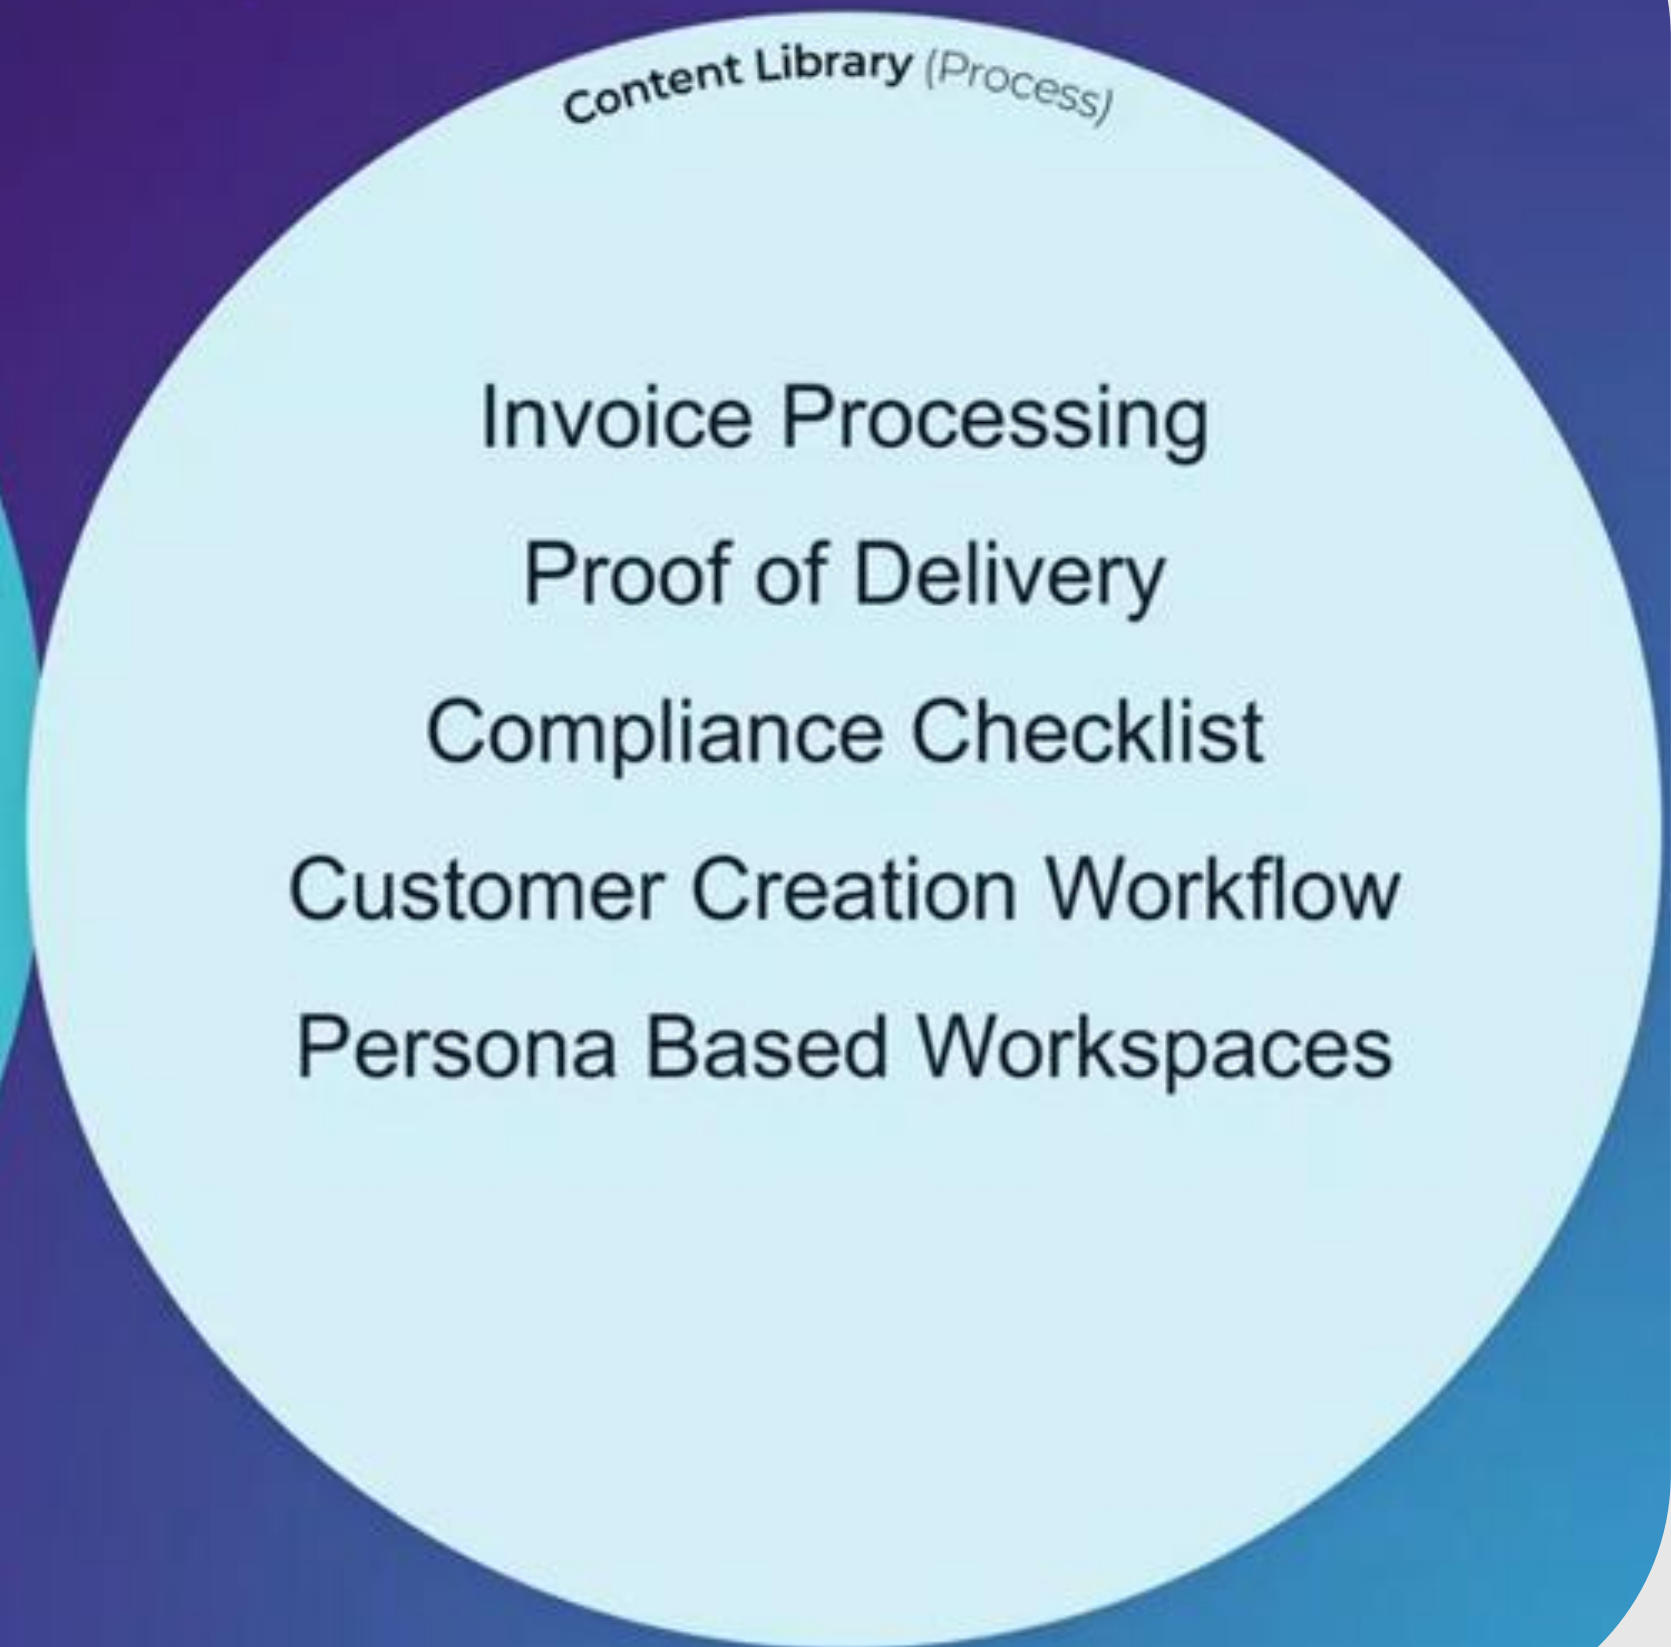 Content Library (Process)
Invoice Processing
Proof of Delivery
Compliance Checklist
Customer Creation Workflow
Persona Based Workspaces